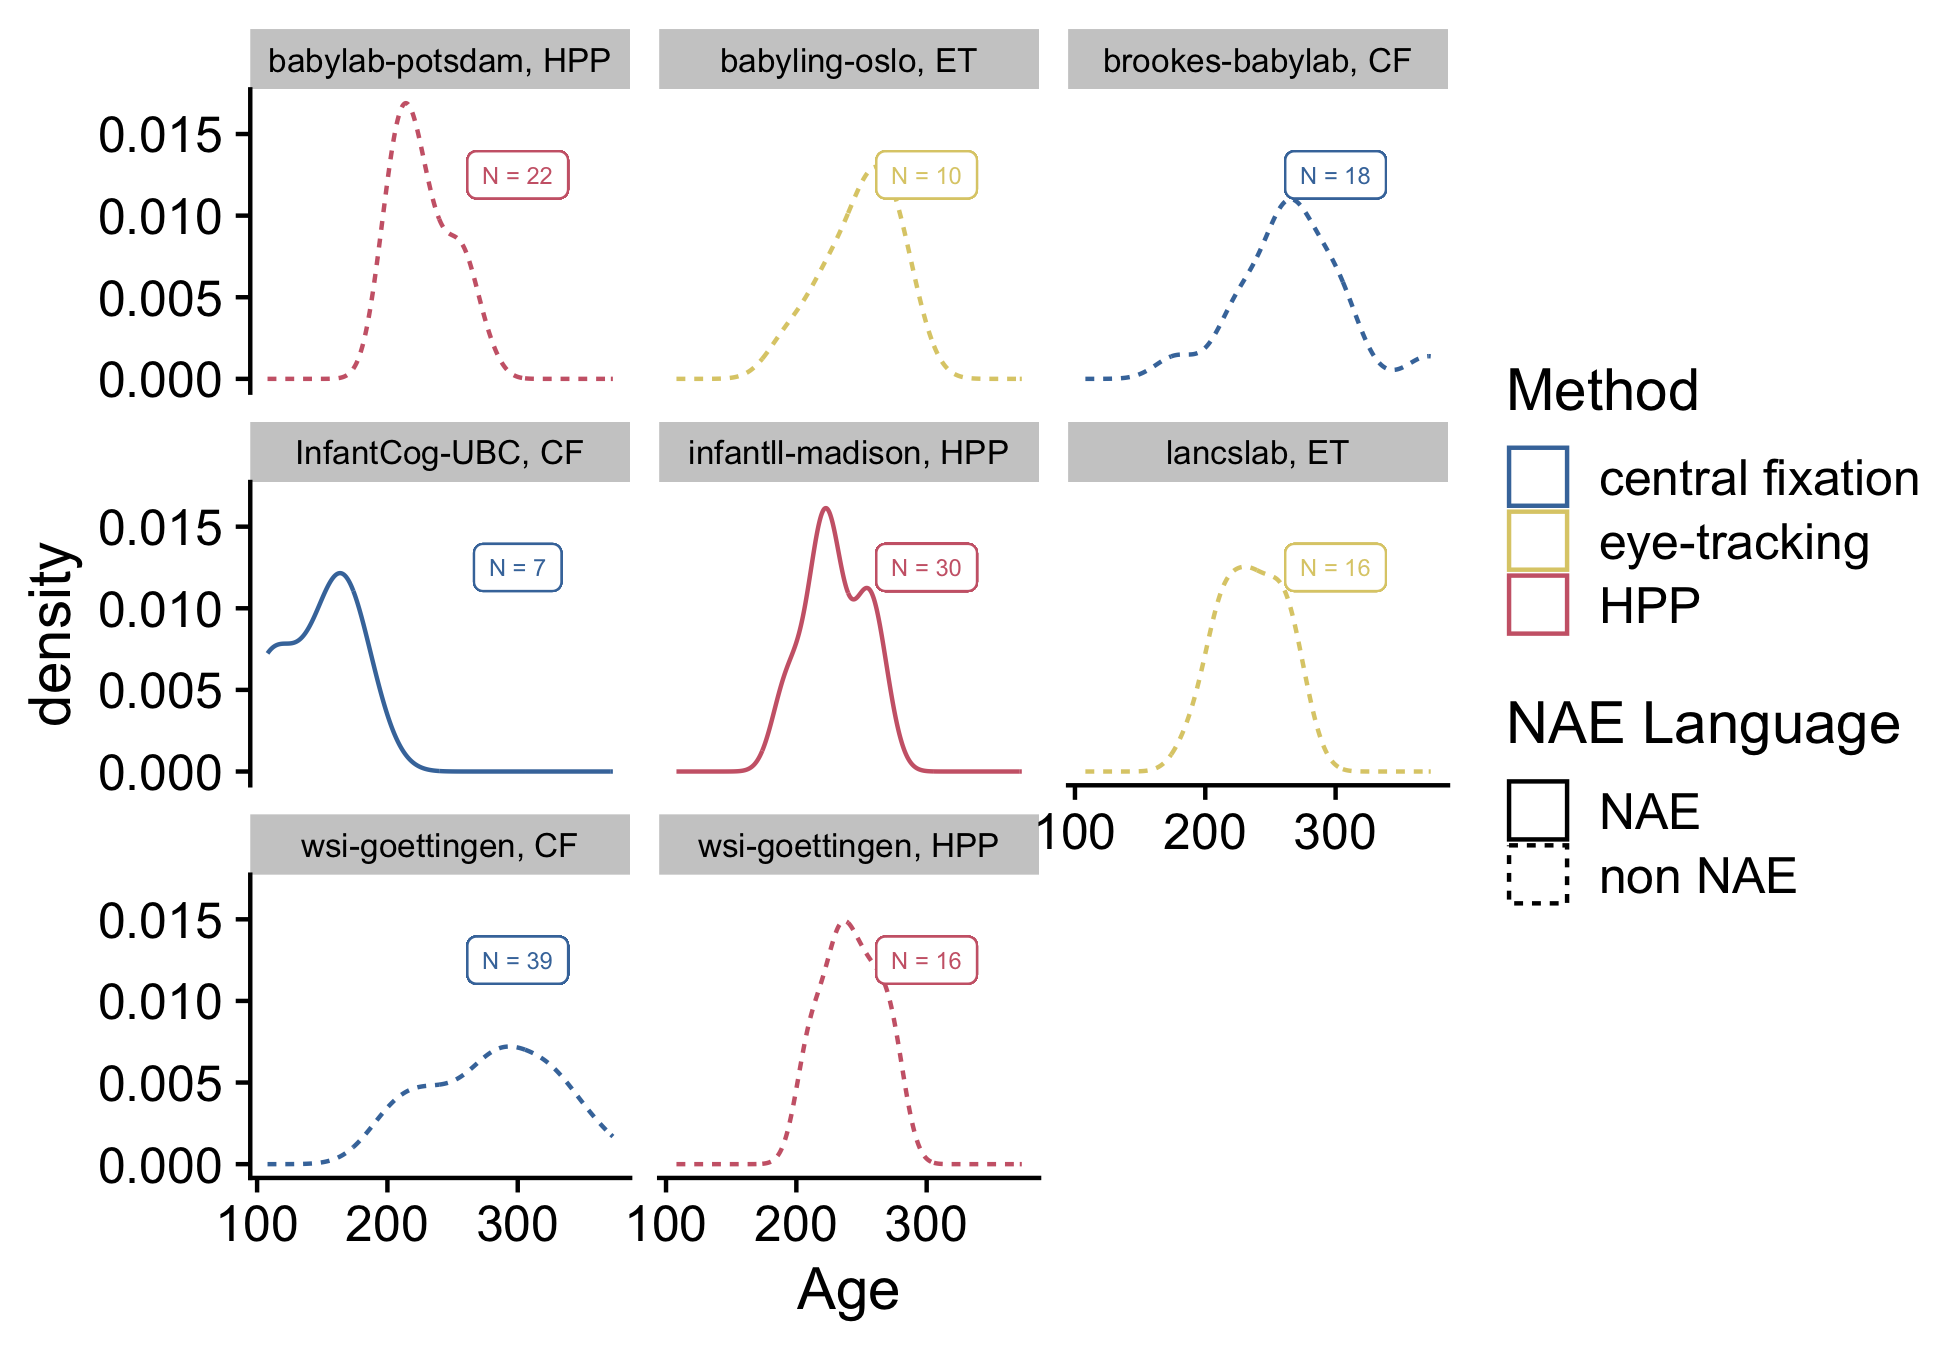 babylab-potsdam, HPP
babyling-oslo, ET
brookes-babylab, CF
0.015
0.010
0.005
0.000
N = 22
N = 10
N = 18
InfantCog-UBC, CF
infantll-madison, HPP
lancslab, ET
0.015
0.010
0.005
0.000
N = 7
N = 30
N = 16
100 200 300
wsi-goettingen, CF
wsi-goettingen, HPP
0.015
0.010
0.005
0.000
N = 39
N = 16
100 200 300
100 200 300
density
Age
Method
central fixation
eye-tracking
HPP
NAE Language
NAE
non NAE